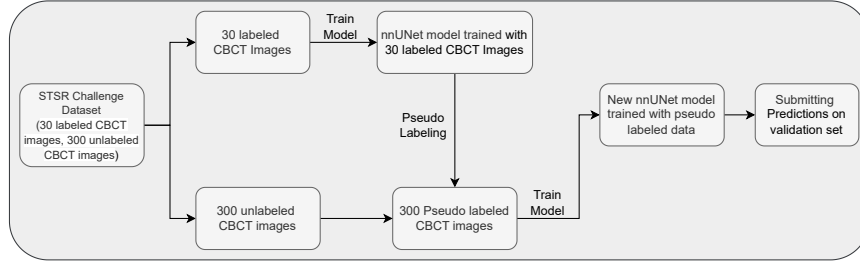 STSR Challenge
Dataset
(30 labeled CBCT
images, 300 unlabeled
CBCT images)
30 labeled
CBCT Images
Train
Model
nnUNet model trained with
30 labeled CBCT Images
Pseudo
Labeling
300 unlabeled
CBCT images
300 Pseudo labeled
CBCT images
Train
Model
New nnUNet model
trained with pseudo
labeled data
Submitting
Predictions on
validation set